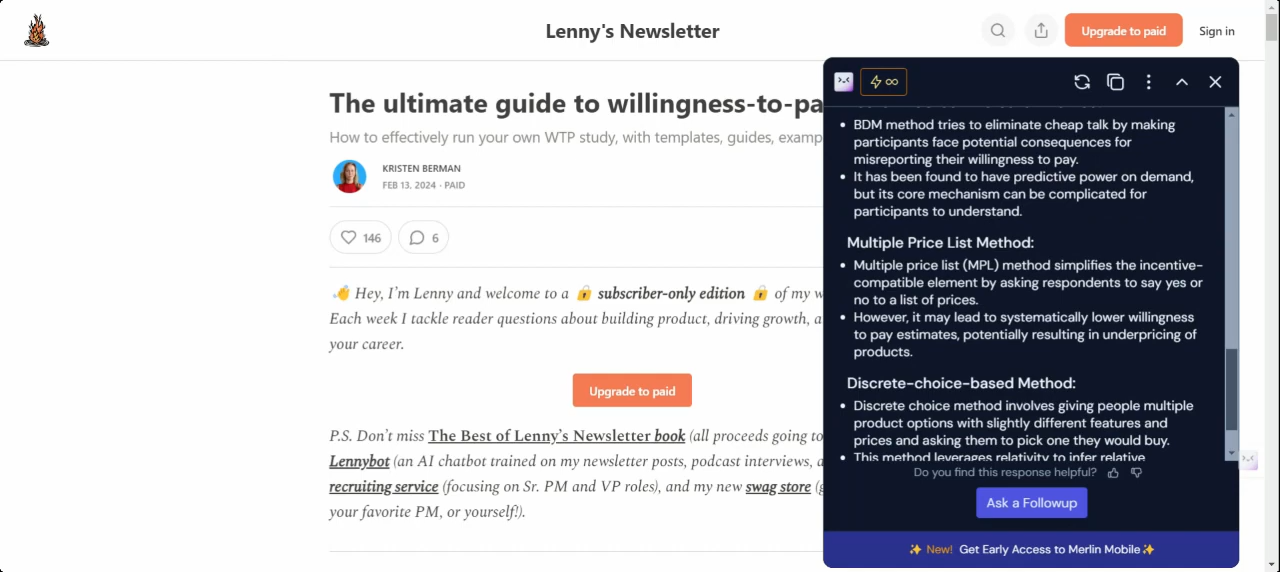 Lenny's Newsletter
Upgrade to paid
Sign in
The ultimate guide to willingness-to-pa
How to effectively run your own WTP study, with templates, guides, examp
KRISTEN BERMAN
FEB 13, 2024 · PAID
146
6
👋 Hey, I'm Lenny and welcome to a 🔒 subscriber-only edition 🔒 of my w
Each week I tackle reader questions about building product, driving growth, a
your career.
Upgrade to paid
P.S. Don't miss The Best of Lenny's Newsletter book (all proceeds going to
Lennybot (an AI chatbot trained on my newsletter posts, podcast interviews, a
recruiting service (focusing on Sr. PM and VP roles), and my new swag store (g
your favorite PM, or yourself!).
∞
• BDM method tries to eliminate cheap talk by making
participants face potential consequences for
misreporting their willingness to pay.
• It has been found to have predictive power on demand,
but its core mechanism can be complicated for
participants to understand.
Multiple Price List Method:
• Multiple price list (MPL) method simplifies the incentive-
compatible element by asking respondents to say yes or
no to a list of prices.
• However, it may lead to systematically lower willingness
to pay estimates, potentially resulting in underpricing of
products.
Discrete-choice-based Method:
• Discrete choice method involves giving people multiple
product options with slightly different features and
prices and asking them to pick one they would buy.
• This method leverages relativity to infer relative
Do you find this response helpful?
Ask a Followup
✨ New! Get Early Access to Merlin Mobile✨